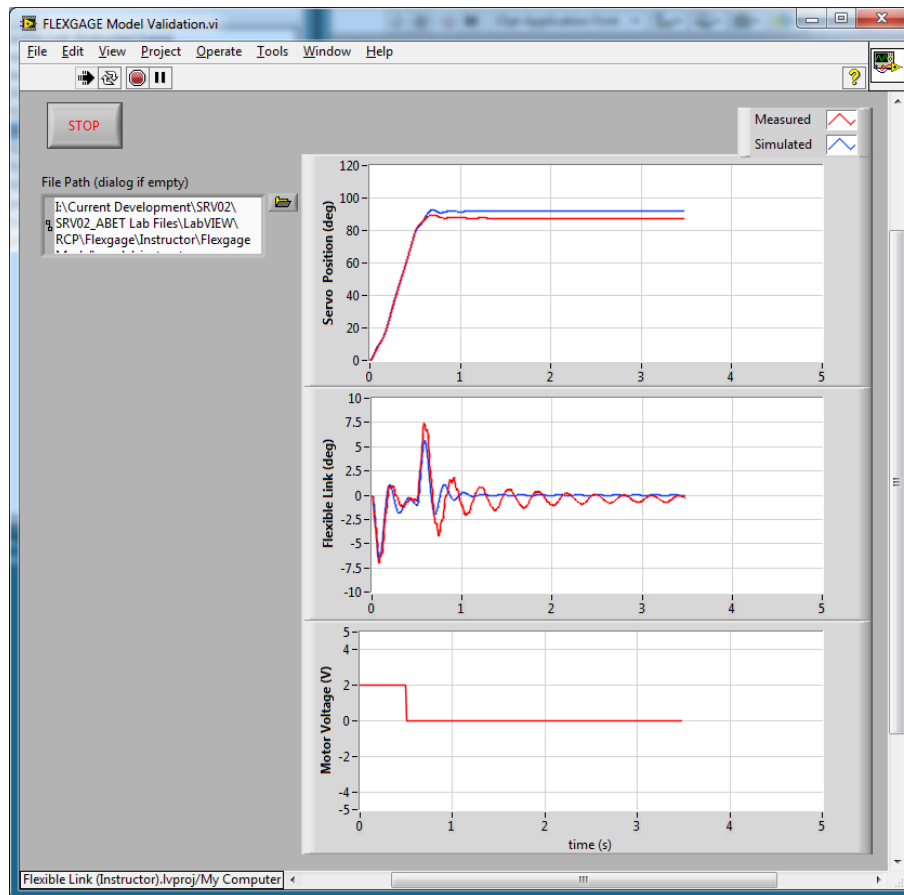 FLEXGAGE Model Validation.vi
File Edit View Project Operate Tools Window Help
STOP
Measured
Simulated
File Path (dialog if empty)
I:\Current Development\SRV02\
SRV02_ABET Lab Files\LabVIEW\
RCP\Flexgage\Instructor\Flexgage
Servo Position (deg)
120
100
80
60
40
20
0
0 1 2 3 4 5
Flexible Link (deg)
10
7.5
5
2.5
0
-2.5
-5
-7.5
-10
0 1 2 3 4 5
Motor Voltage (V)
5
4
2
0
-2
-4
-5
0 1 2 3 4 5
time (s)
Flexible Link (Instructor).lvproj/My Computer